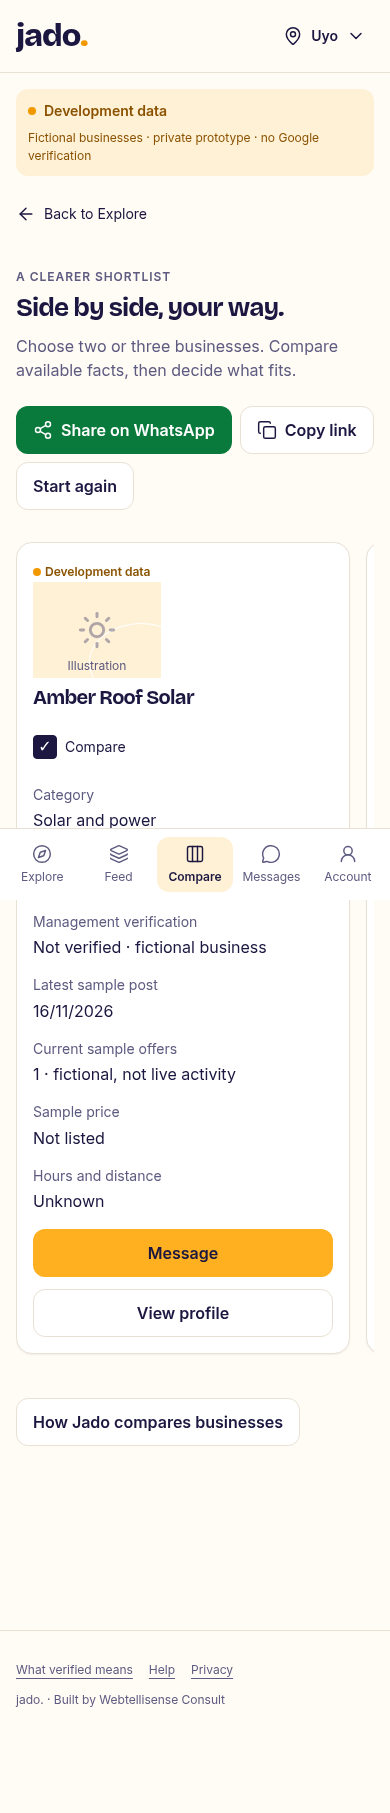 jado.
Uyo
Development data
Fictional businesses · private prototype · no Google
verification
Back to Explore
A CLEARER SHORTLIST
Side by side, your way.
Choose two or three businesses. Compare
available facts, then decide what fits.
Share on WhatsApp
Copy link
Start again
Development data
Illustration
Amber Roof Solar
Compare
Category
Solar and power
Explore
Feed
Compare
Messages
Account
Management verification
Not verified · fictional business
Latest sample post
16/11/2026
Current sample offers
1 · fictional, not live activity
Sample price
Not listed
Hours and distance
Unknown
Message
View profile
How Jado compares businesses
What verified means
Help
Privacy
jado. · Built by Webtellisense Consult